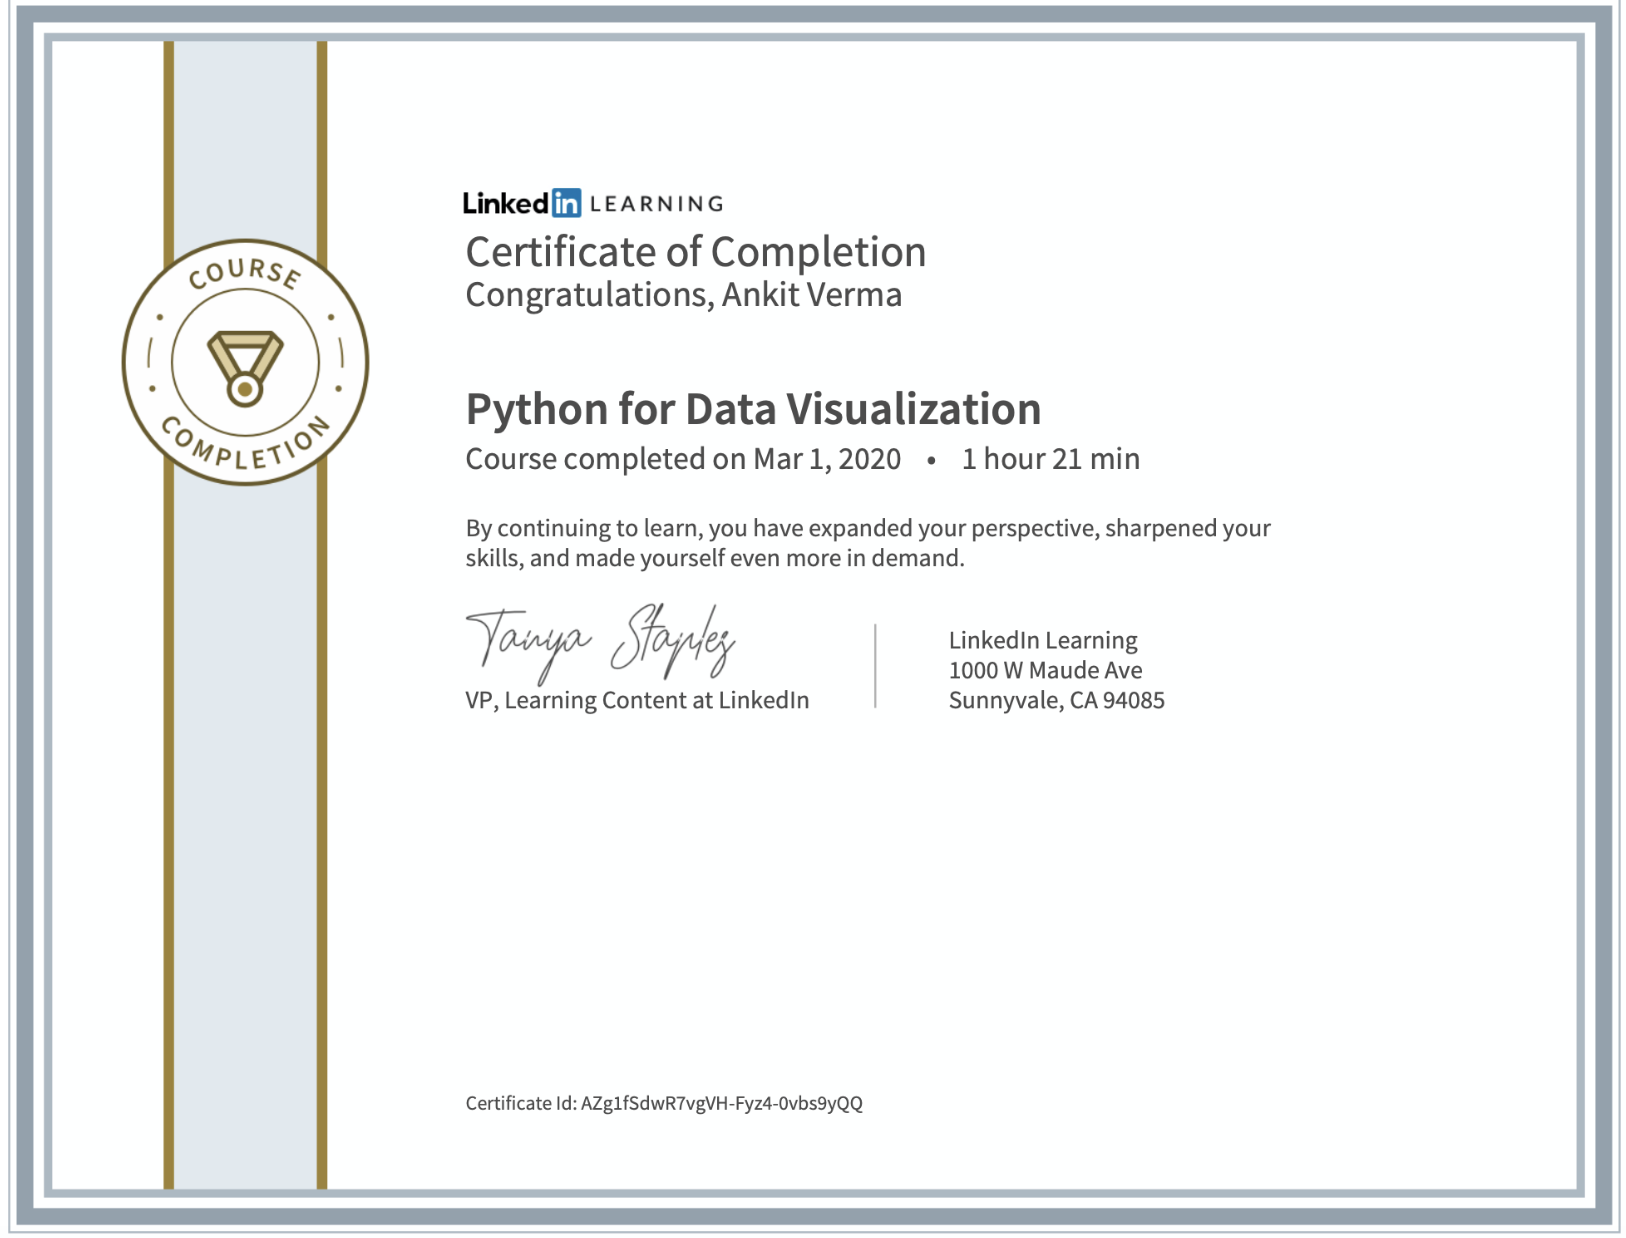 COURSE
COMPLETION
Linked in LEARNING
Certificate of Completion
Congratulations, Ankit Verma
Python for Data Visualization
Course completed on Mar 1, 2020 • 1 hour 21 min
By continuing to learn, you have expanded your perspective, sharpened your
skills, and made yourself even more in demand.
Tanya Staples
VP, Learning Content at LinkedIn
LinkedIn Learning
1000 W Maude Ave
Sunnyvale, CA 94085
Certificate Id: AZg1fSdwR7vgVH-Fyz4-0vbs9yQQ